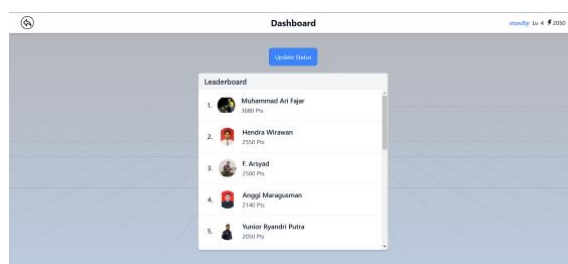 Dashboard
standby Lv. 4 2050
Update Status
Leaderboard
1. Muhammad Ari Fajar
3680 Pts
2. Hendra Wirawan
2550 Pts
3. F. Arsyad
2500 Pts
4. Anggi Maragusman
2140 Pts
5. Yunior Ryandri Putra
2050 Pts